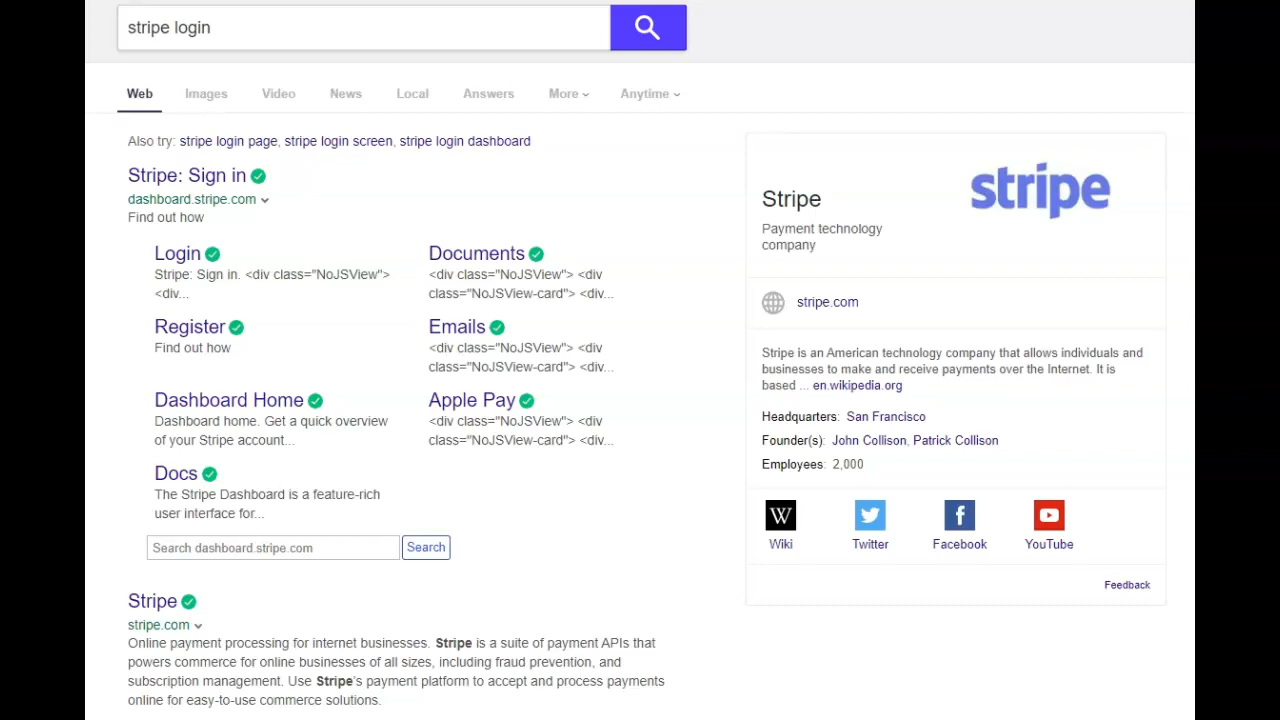 stripe login
Web Images Video News Local Answers More Anytime
Also try: stripe login page, stripe login screen, stripe login dashboard
Stripe: Sign in
dashboard.stripe.com
Find out how
Login
Stripe: Sign in. <div class="NoJSView">
<div...
Documents
<div class="NoJSView"> <div
class="NoJSView-card"> <div...
Register
Find out how
Emails
<div class="NoJSView"> <div
class="NoJSView-card"> <div...
Dashboard Home
Dashboard home. Get a quick overview
of your Stripe account...
Apple Pay
<div class="NoJSView"> <div
class="NoJSView-card"> <div...
Docs
The Stripe Dashboard is a feature-rich
user interface for...
Search dashboard.stripe.com Search
Stripe
stripe.com
Online payment processing for internet businesses. Stripe is a suite of payment APIs that
powers commerce for online businesses of all sizes, including fraud prevention, and
subscription management. Use Stripe's payment platform to accept and process payments
online for easy-to-use commerce solutions.
stripe
Stripe
Payment technology
company
stripe.com
Stripe is an American technology company that allows individuals and
businesses to make and receive payments over the Internet. It is
based ... en.wikipedia.org
Headquarters: San Francisco
Founder(s): John Collison, Patrick Collison
Employees: 2,000
W f
Wiki Twitter Facebook YouTube
Feedback